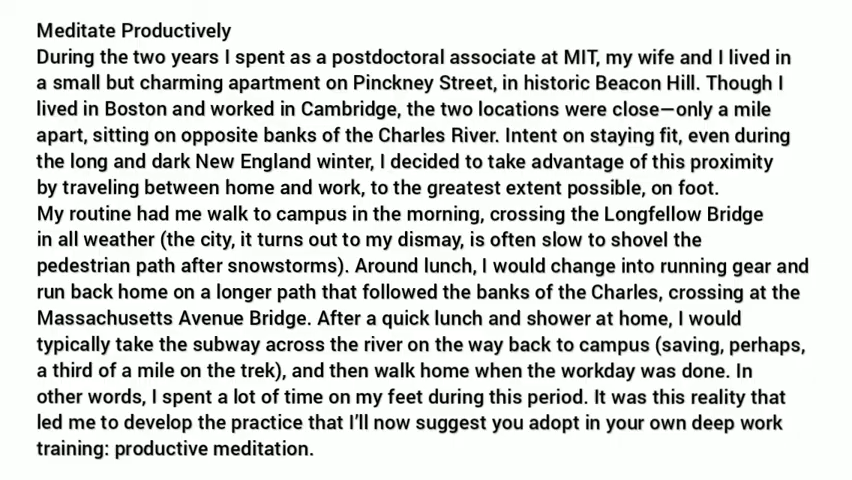 Meditate Productively
During the two years I spent as a postdoctoral associate at MIT, my wife and I lived in
a small but charming apartment on Pinckney Street, in historic Beacon Hill. Though I
lived in Boston and worked in Cambridge, the two locations were close—only a mile
apart, sitting on opposite banks of the Charles River. Intent on staying fit, even during
the long and dark New England winter, I decided to take advantage of this proximity
by traveling between home and work, to the greatest extent possible, on foot.
My routine had me walk to campus in the morning, crossing the Longfellow Bridge
in all weather (the city, it turns out to my dismay, is often slow to shovel the
pedestrian path after snowstorms). Around lunch, I would change into running gear and
run back home on a longer path that followed the banks of the Charles, crossing at the
Massachusetts Avenue Bridge. After a quick lunch and shower at home, I would
typically take the subway across the river on the way back to campus (saving, perhaps,
a third of a mile on the trek), and then walk home when the workday was done. In
other words, I spent a lot of time on my feet during this period. It was this reality that
led me to develop the practice that I’ll now suggest you adopt in your own deep work
training: productive meditation.